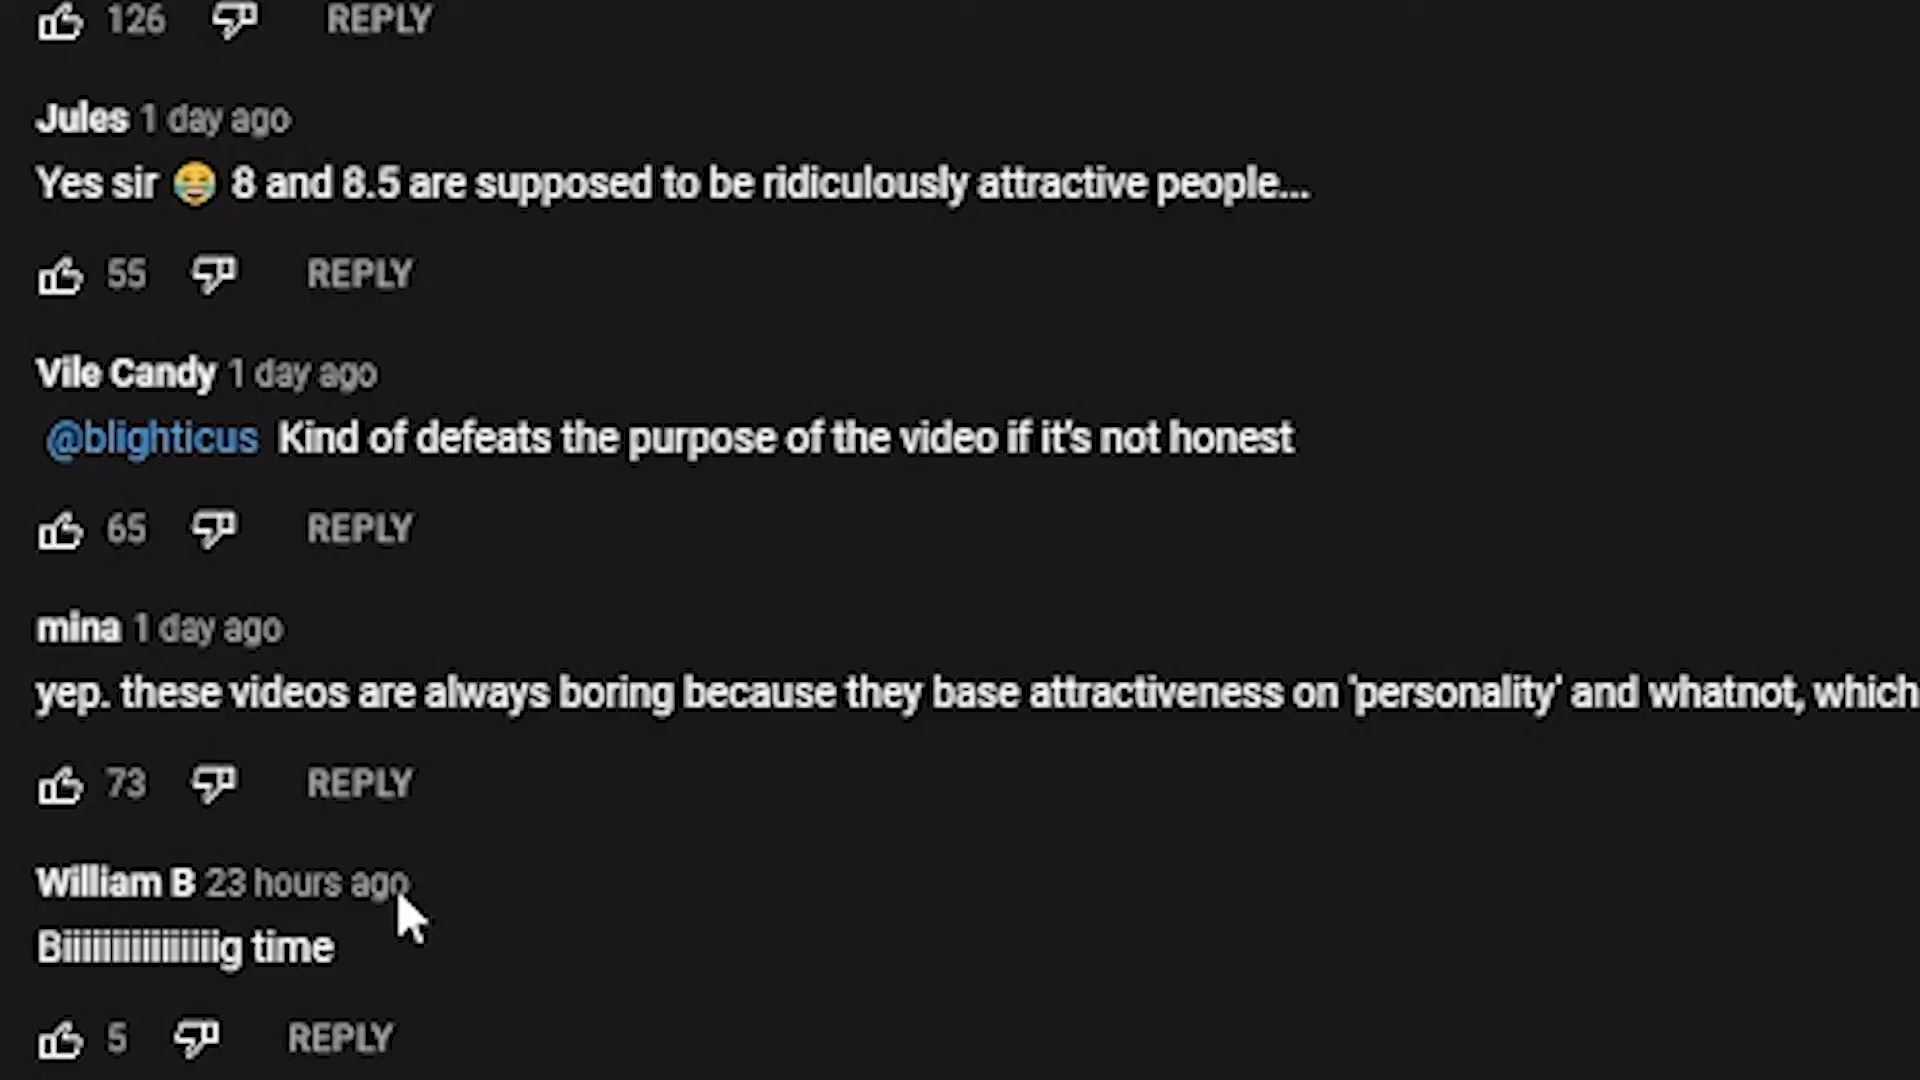 126 REPLY
Jules 1 day ago
Yes sir 😂 8 and 8.5 are supposed to be ridiculously attractive people...
55 REPLY
Vile Candy 1 day ago
@blighticus Kind of defeats the purpose of the video if it's not honest
65 REPLY
mina 1 day ago
yep. these videos are always boring because they base attractiveness on 'personality' and whatnot, which
73 REPLY
William B 23 hours ago
Biiiiiiiiiiiiiiiig time
5 REPLY